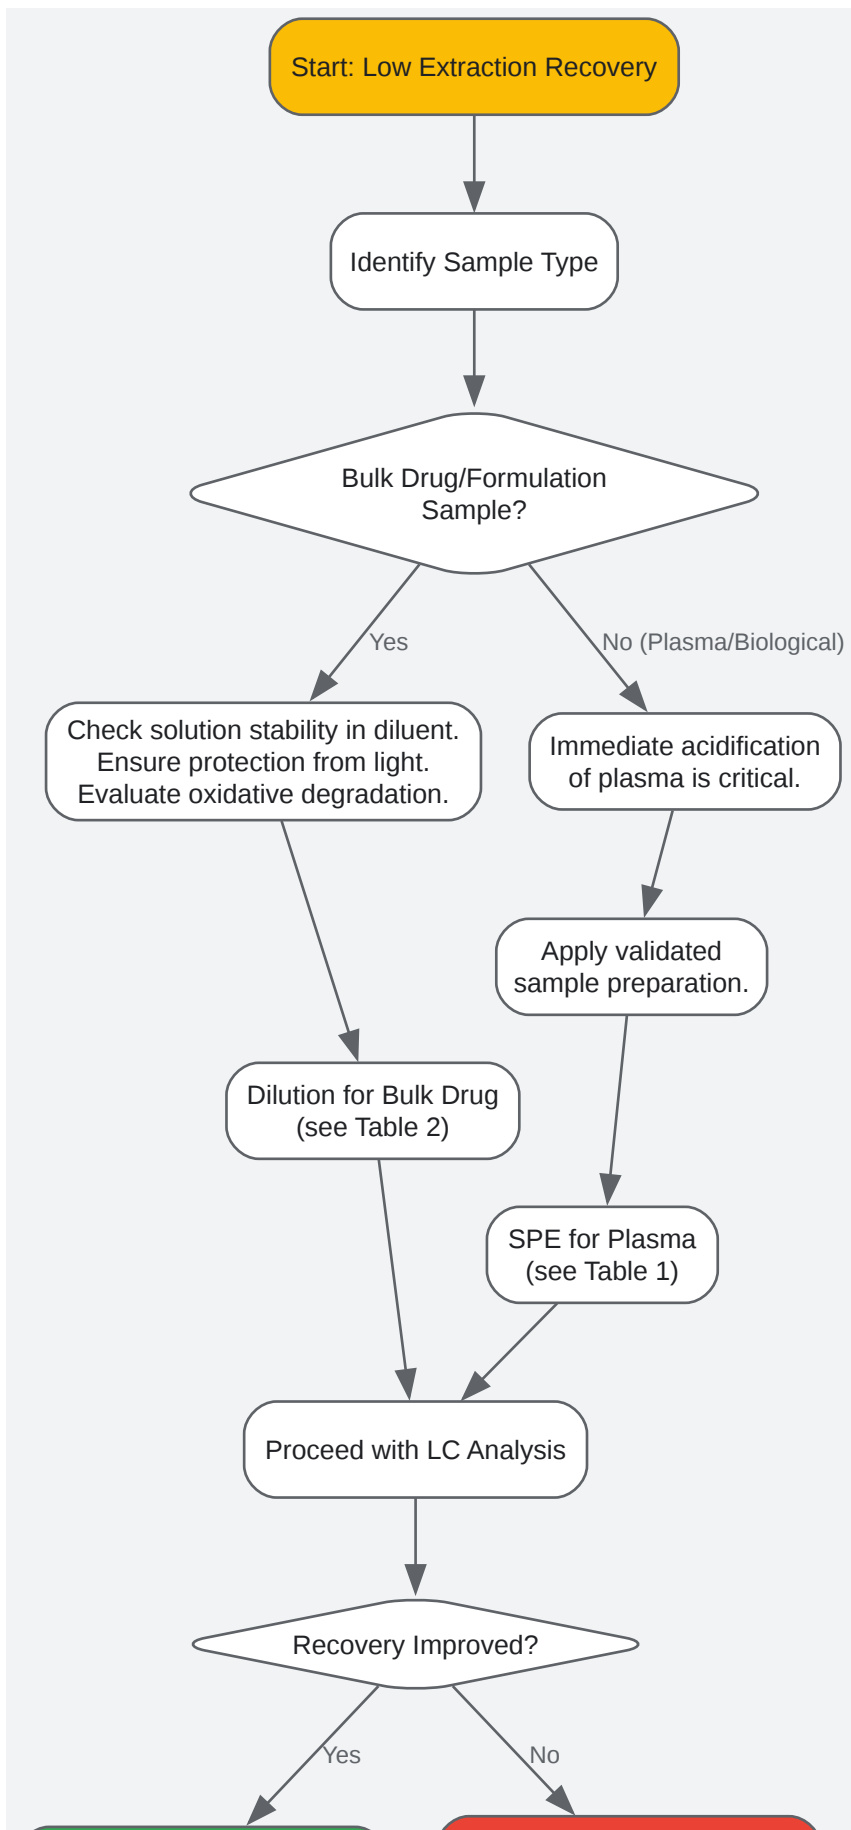 Start: Low Extraction Recovery
Identify Sample Type
Bulk Drug/Formulation
Sample?
Yes
No (Plasma/Biological)
Check solution stability in diluent.
Ensure protection from light.
Evaluate oxidative degradation.
Immediate acidification
of plasma is critical.
Apply validated
sample preparation.
Dilution for Bulk Drug
(see Table 2)
SPE for Plasma
(see Table 1)
Proceed with LC Analysis
Recovery Improved?
Yes
No